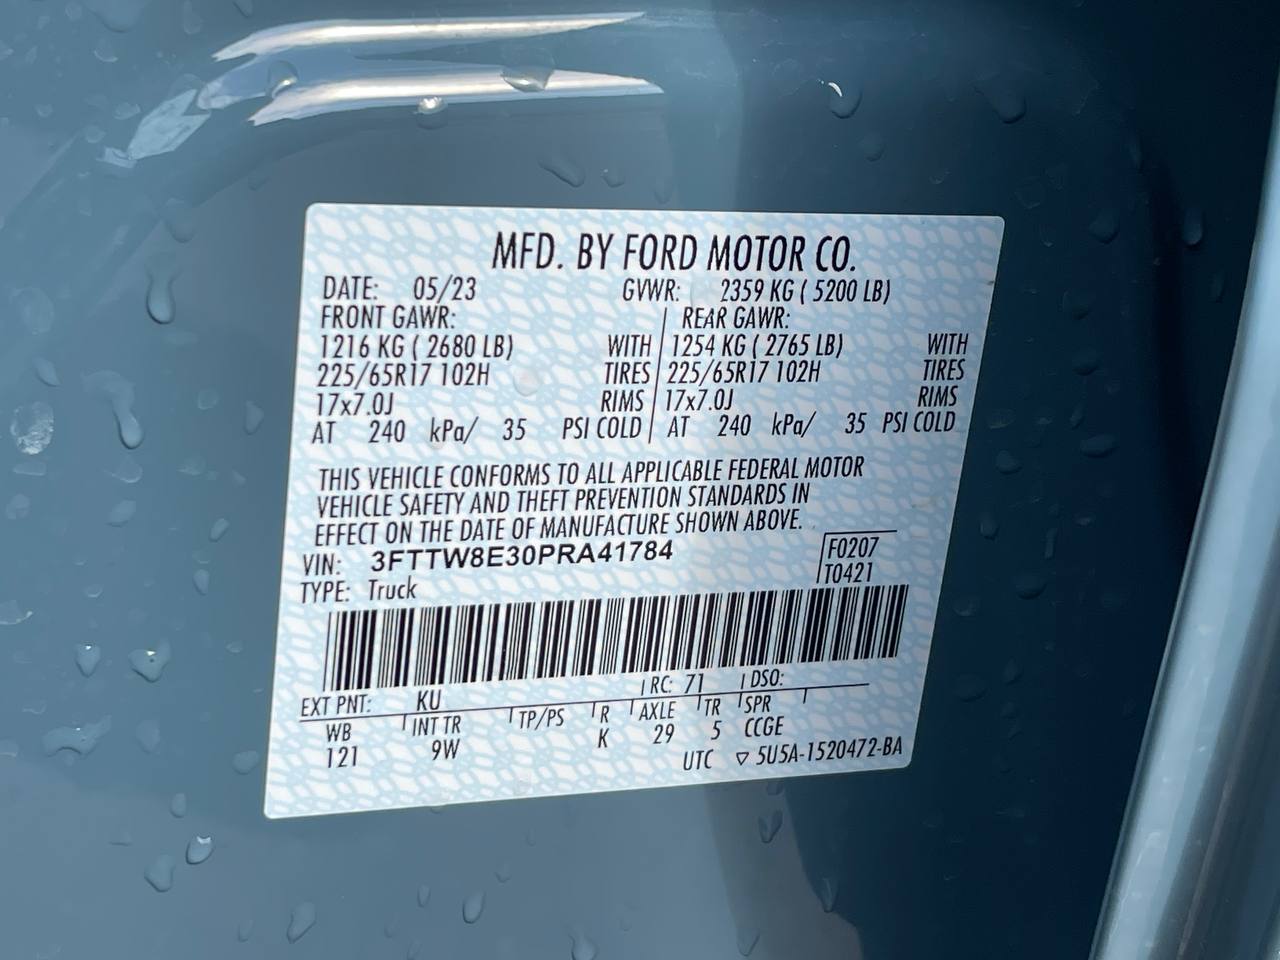 MFD. BY FORD MOTOR CO.
DATE: 05/23 GVWR: 2359 KG ( 5200 LB)
FRONT GAWR: REAR GAWR:
1216 KG ( 2680 LB) WITH 1254 KG ( 2765 LB) WITH
225/65R17 102H TIRES 225/65R17 102H TIRES
17x7.0J RIMS 17x7.0J RIMS
AT 240 kPa/ 35 PSI COLD AT 240 kPa/ 35 PSI COLD
THIS VEHICLE CONFORMS TO ALL APPLICABLE FEDERAL MOTOR
VEHICLE SAFETY AND THEFT PREVENTION STANDARDS IN
EFFECT ON THE DATE OF MANUFACTURE SHOWN ABOVE.
VIN: 3FTTW8E30PRA41784 F0207
TYPE: Truck T0421
EXT PNT: KU RC: 71 DSO:
WB INT TR TP/PS R AXLE TR SPR
121 9W K 29 5 CCGE
UTC ▽ 5U5A-1520472-BA